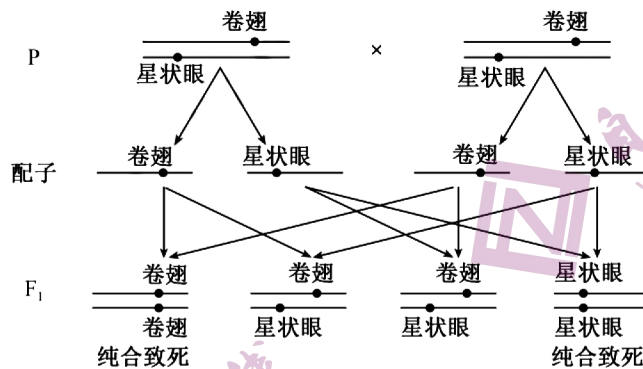 卷翅 卷翅
P ×
星状眼 星状眼
卷翅 星状眼 卷翅 星状眼
配子
卷翅 卷翅 卷翅 星状眼
F₁
卷翅 星状眼 星状眼 星状眼
纯合致死 纯合致死